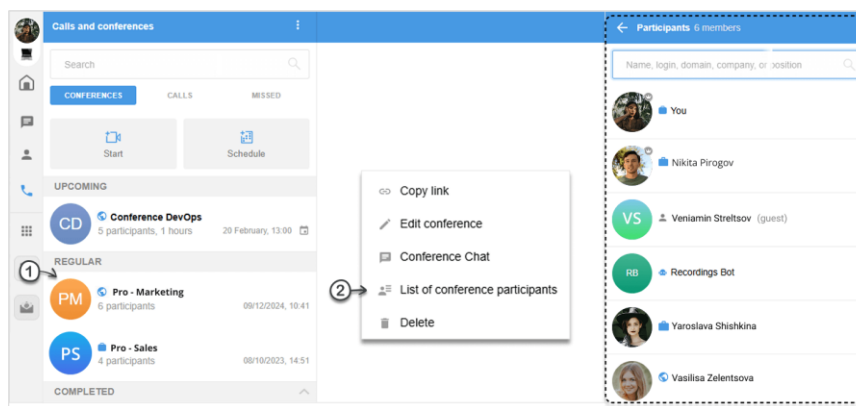 Calls and conferences
Search
CONFERENCES CALLS MISSED
Start Schedule
UPCOMING
CD Conference DevOps
5 participants, 1 hours 20 February, 13:00
REGULAR
1
PM Pro - Marketing
6 participants 09/12/2024, 10:41
PS Pro - Sales
4 participants 08/10/2023, 14:51
COMPLETED
Copy link
Edit conference
Conference Chat
2 List of conference participants
Delete
Participants 6 members
Name, login, domain, company, or position
You
Nikita Pirogov
VS Veniamin Streltsov (guest)
RB Recordings Bot
Yaroslava Shishkina
Vasilisa Zelentsova